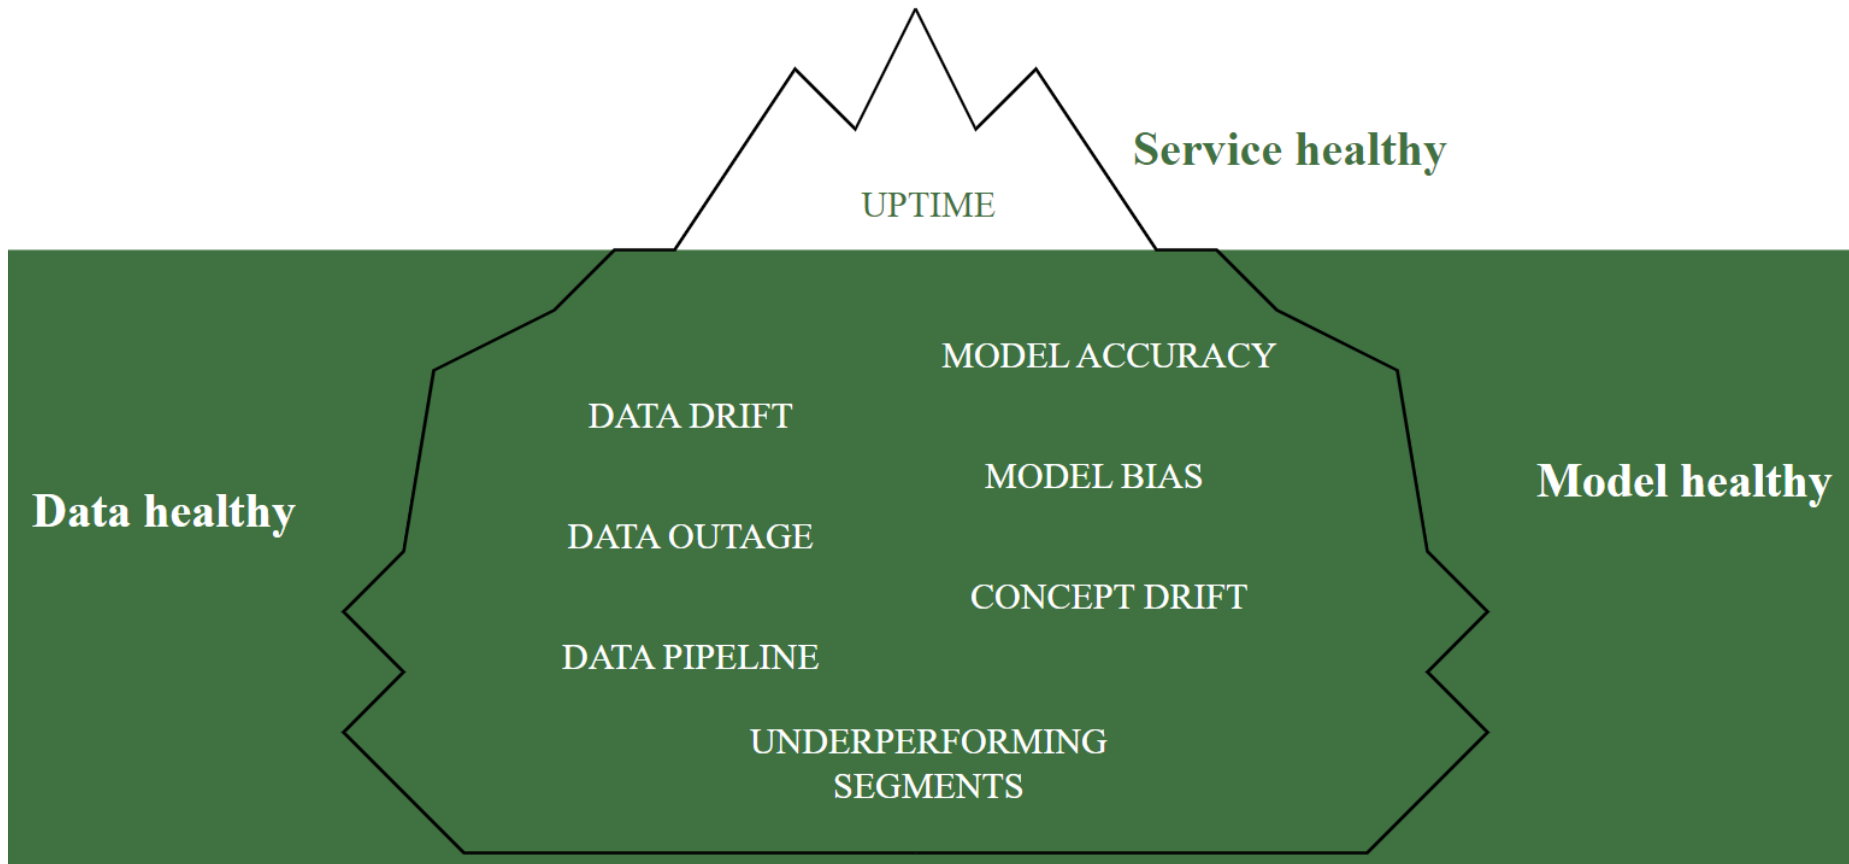 Service healthy
UPTIME
MODEL ACCURACY
DATA DRIFT
MODEL BIAS
Model healthy
Data healthy
DATA OUTAGE
CONCEPT DRIFT
DATA PIPELINE
UNDERPERFORMING
SEGMENTS